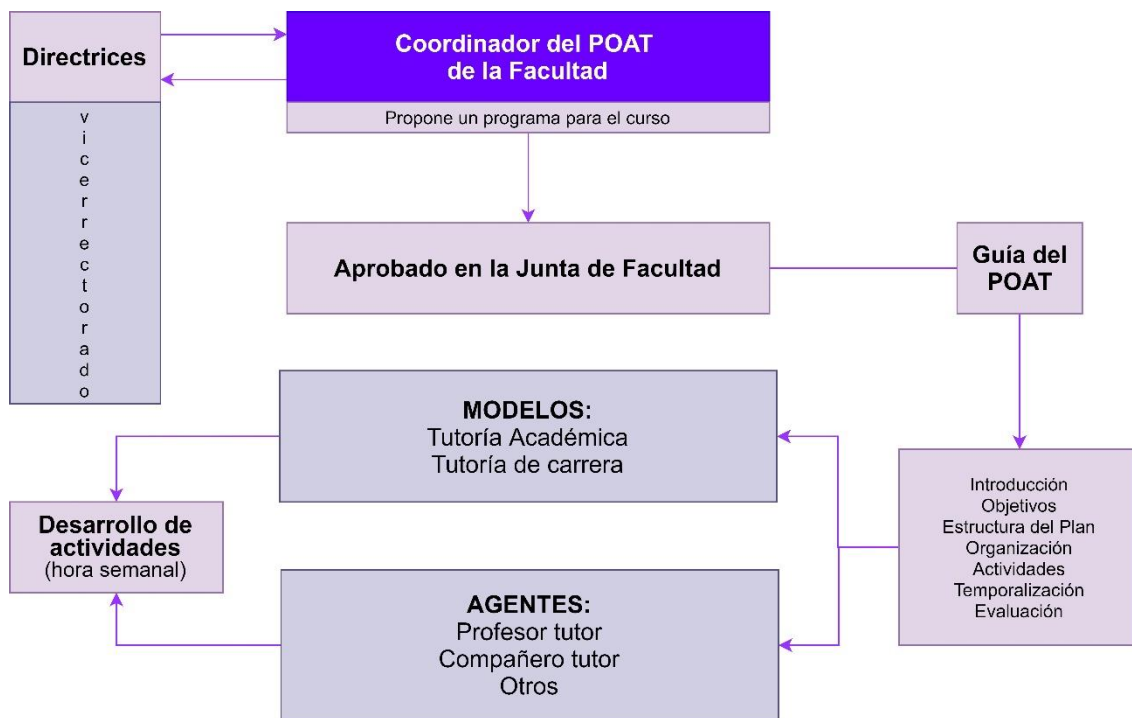 Directrices
vicerrectorado
Coordinador del POAT
de la Facultad
Propone un programa para el curso
Aprobado en la Junta de Facultad
Guía del
POAT
MODELOS:
Tutoría Académica
Tutoría de carrera
Introducción
Objetivos
Estructura del Plan
Organización
Actividades
Temporalización
Evaluación
Desarrollo de
actividades
(hora semanal)
AGENTES:
Profesor tutor
Compañero tutor
Otros